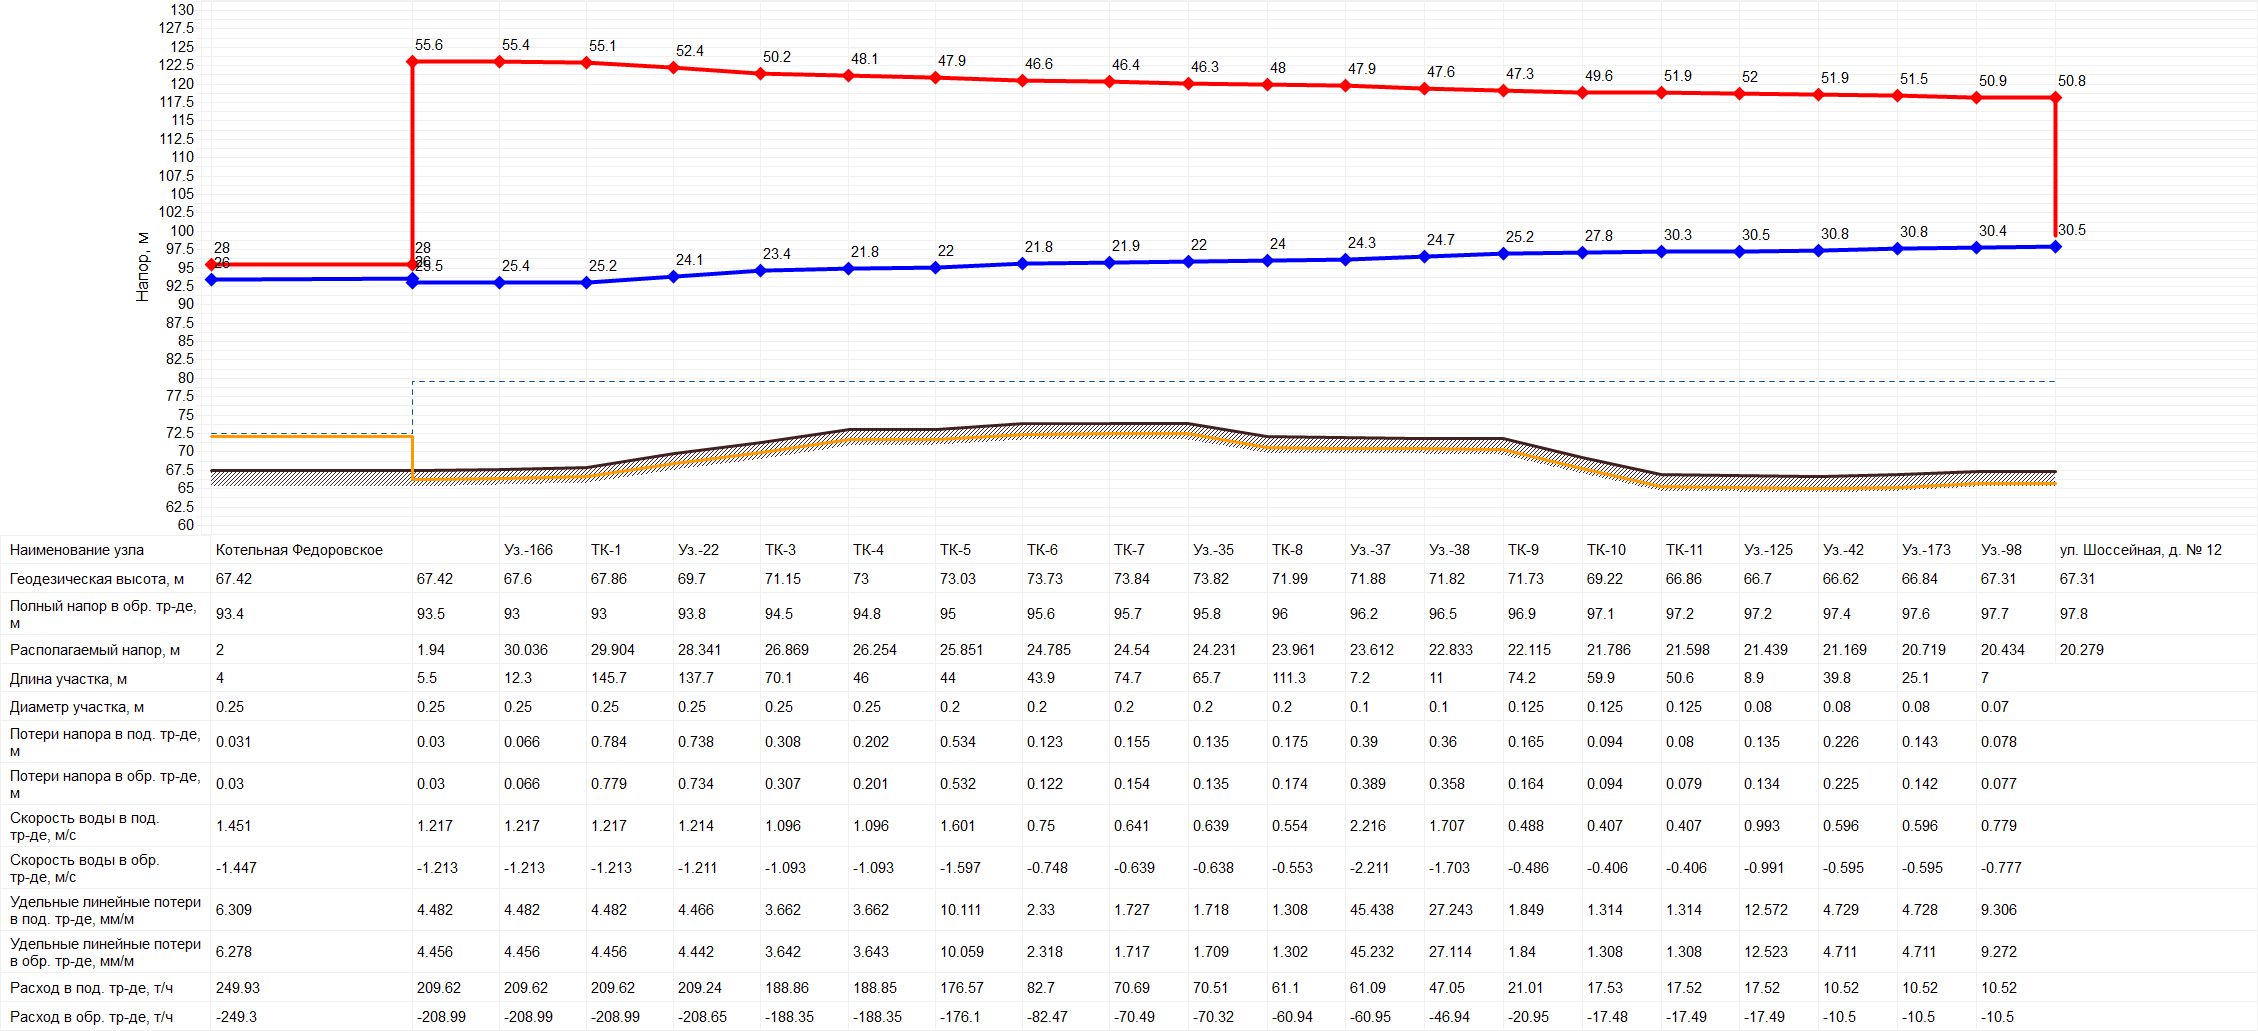 130
127.5
125
122.5
120
117.5
115
112.5
110
107.5
105
102.5
100
97.5
95
92.5
90
87.5
85
82.5
80
77.5
75
72.5
70
67.5
65
62.5
60
Напор, м
55.6 55.4 55.1 52.4 50.2 48.1 47.9 46.6 46.4 46.3 48 47.9 47.6 47.3 49.6 51.9 52 51.9 51.5 50.9 50.8
28 28
26 26 25.5 25.4 25.2 24.1 23.4 21.8 22 21.8 21.9 22 24 24.3 24.7 25.2 27.8 30.3 30.5 30.8 30.8 30.4 30.5
Наименование узла Котельная Федоровское Уз.-166 ТК-1 Уз.-22 ТК-3 ТК-4 ТК-5 ТК-6 ТК-7 Уз.-35 ТК-8 Уз.-37 Уз.-38 ТК-9 ТК-10 ТК-11 Уз.-125 Уз.-42 Уз.-173 Уз.-98 ул. Шоссейная, д. № 12
Геодезическая высота, м 67.42 67.42 67.6 67.86 69.7 71.15 73 73.03 73.73 73.84 73.82 71.99 71.88 71.82 71.73 69.22 66.86 66.7 66.62 66.84 67.31 67.31
Полный напор в обр. тр-де,
м 93.4 93.5 93 93 93.8 94.5 94.8 95 95.6 95.7 95.8 96 96.2 96.5 96.9 97.1 97.2 97.2 97.4 97.6 97.7 97.8
Располагаемый напор, м 2 1.94 30.036 29.904 28.341 26.869 26.254 25.851 24.785 24.54 24.231 23.961 23.612 22.833 22.115 21.786 21.598 21.439 21.169 20.719 20.434 20.279
Длина участка, м 4 5.5 12.3 145.7 137.7 70.1 46 44 43.9 74.7 65.7 111.3 7.2 11 74.2 59.9 50.6 8.9 39.8 25.1 7
Диаметр участка, м 0.25 0.25 0.25 0.25 0.25 0.25 0.25 0.2 0.2 0.2 0.2 0.2 0.1 0.1 0.125 0.125 0.125 0.08 0.08 0.08 0.07
Потери напора в под. тр-де,
м 0.031 0.03 0.066 0.784 0.738 0.308 0.202 0.534 0.123 0.155 0.135 0.175 0.39 0.36 0.165 0.094 0.08 0.135 0.226 0.143 0.078
Потери напора в обр. тр-де,
м 0.03 0.03 0.066 0.779 0.734 0.307 0.201 0.532 0.122 0.154 0.135 0.174 0.389 0.358 0.164 0.094 0.079 0.134 0.225 0.142 0.077
Скорость воды в под.
тр-де, м/с 1.451 1.217 1.217 1.217 1.214 1.096 1.096 1.601 0.75 0.641 0.639 0.554 2.216 1.707 0.488 0.407 0.407 0.993 0.596 0.596 0.779
Скорость воды в обр.
тр-де, м/с -1.447 -1.213 -1.213 -1.213 -1.211 -1.093 -1.093 -1.597 -0.748 -0.639 -0.638 -0.553 -2.211 -1.703 -0.486 -0.406 -0.406 -0.991 -0.595 -0.595 -0.777
Удельные линейные потери
в под. тр-де, мм/м 6.309 4.482 4.482 4.482 4.466 3.662 3.662 10.111 2.33 1.727 1.718 1.308 45.438 27.243 1.849 1.314 1.314 12.572 4.729 4.728 9.306
Удельные линейные потери
в обр. тр-де, мм/м 6.278 4.456 4.456 4.456 4.442 3.642 3.643 10.059 2.318 1.717 1.709 1.302 45.232 27.114 1.84 1.308 1.308 12.523 4.711 4.711 9.272
Расход в под. тр-де, т/ч 249.93 209.62 209.62 209.62 209.24 188.86 188.85 176.57 82.7 70.69 70.51 61.1 61.09 47.05 21.01 17.53 17.52 17.52 10.52 10.52 10.52
Расход в обр. тр-де, т/ч -249.3 -208.99 -208.99 -208.99 -208.65 -188.35 -188.35 -176.1 -82.47 -70.49 -70.32 -60.94 -60.95 -46.94 -20.95 -17.48 -17.49 -17.49 -10.5 -10.5 -10.5